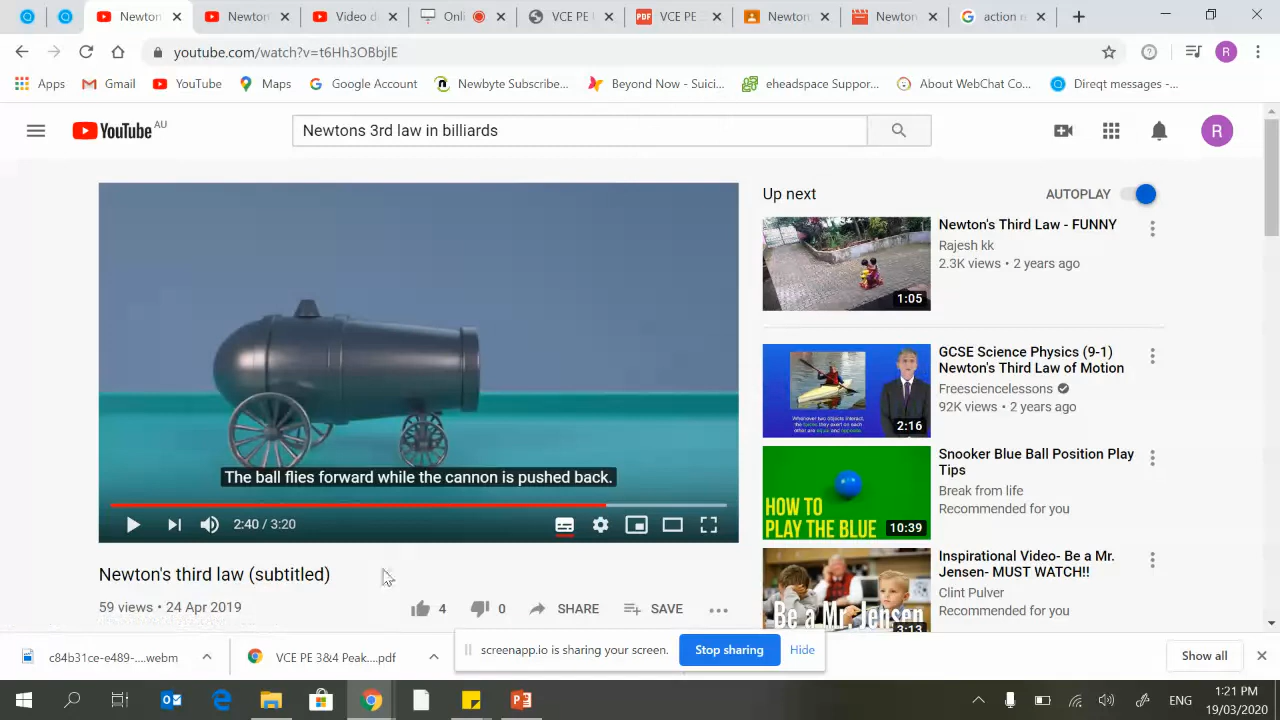 Newton's
Newton
Video d
Onli
VCE PE
VCE PE
Newton
Newton
action
youtube.com/watch?v=t6Hh3OBbjlE
R
Apps
Gmail
YouTube
Maps
Google Account
Newbyte Subscribe...
Beyond Now - Suici...
eheadspace Suppor...
About WebChat Co...
Direqt messages -...
YouTube AU
Newtons 3rd law in billiards
R
The ball flies forward while the cannon is pushed back.
2:40 / 3:20
Newton's third law (subtitled)
59 views • 24 Apr 2019
4
0
SHARE
SAVE
Up next
AUTOPLAY
Newton's Third Law - FUNNY
Rajesh kk
2.3K views • 2 years ago
1:05
GCSE Science Physics (9-1)
Newton's Third Law of Motion
Freesciencelessons
92K views • 2 years ago
2:16
Snooker Blue Ball Position Play
Tips
Break from life
Recommended for you
HOW TO
PLAY THE BLUE
10:39
Inspirational Video- Be a Mr.
Jensen- MUST WATCH!!
Clint Pulver
Recommended for you
Be a Mr. Jensen
3:13
screenapp.io is sharing your screen.
Stop sharing
Hide
c84b31ce-e489-....webm
VCE PE 3&4 Peak....pdf
Show all
ENG
1:21 PM
19/03/2020